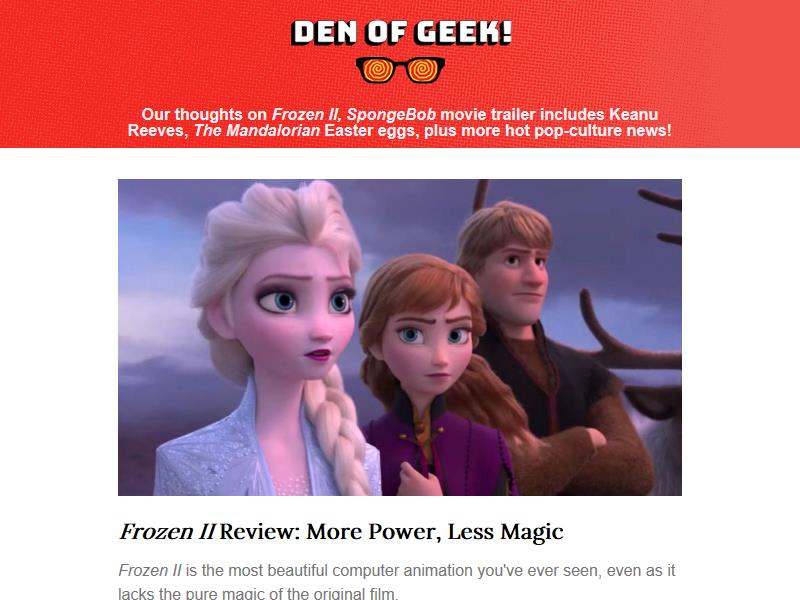 DEN OF GEEK!
Our thoughts on Frozen II, SpongeBob movie trailer includes Keanu
Reeves, The Mandalorian Easter eggs, plus more hot pop-culture news!
Frozen II Review: More Power, Less Magic
Frozen II is the most beautiful computer animation you've ever seen, even as it
lacks the pure magic of the original film.